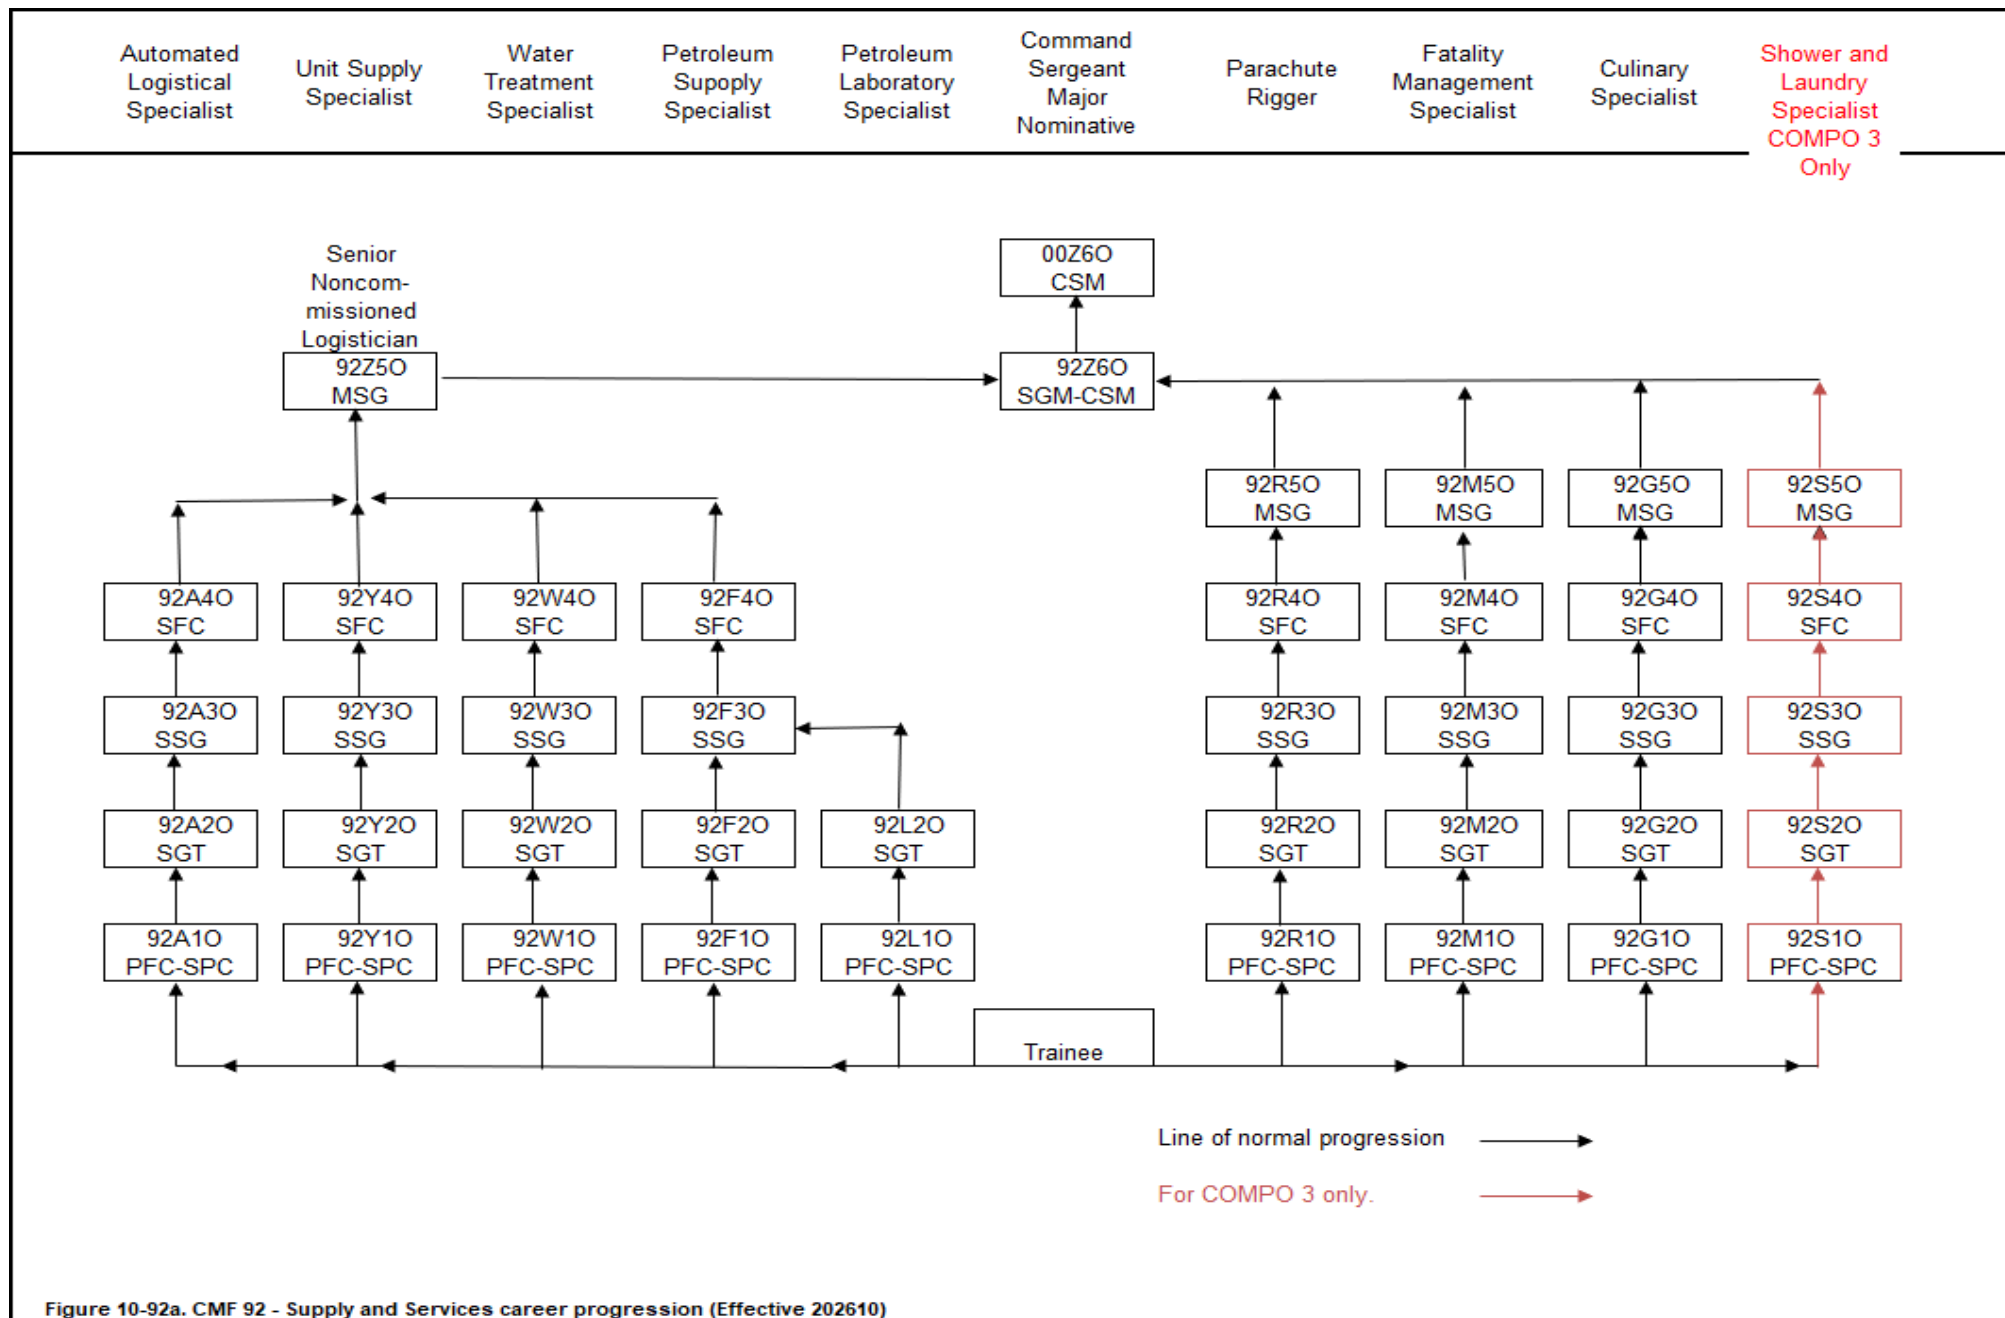 Automated
Logistical
Specialist
Unit Supply
Specialist
Water
Treatment
Specialist
Petroleum
Supoply
Specialist
Petroleum
Laboratory
Specialist
Command
Sergeant
Major
Nominative
Parachute
Rigger
Fatality
Management
Specialist
Culinary
Specialist
Shower and
Laundry
Specialist
COMPO 3
Only
Senior
Noncom-
missioned
Logistician
00Z6O
CSM
92Z5O
MSG
92Z6O
SGM-CSM
92R5O
MSG
92M5O
MSG
92G5O
MSG
92S5O
MSG
92A4O
SFC
92Y4O
SFC
92W4O
SFC
92F4O
SFC
92R4O
SFC
92M4O
SFC
92G4O
SFC
92S4O
SFC
92A3O
SSG
92Y3O
SSG
92W3O
SSG
92F3O
SSG
92R3O
SSG
92M3O
SSG
92G3O
SSG
92S3O
SSG
92A2O
SGT
92Y2O
SGT
92W2O
SGT
92F2O
SGT
92L2O
SGT
92R2O
SGT
92M2O
SGT
92G2O
SGT
92S2O
SGT
92A1O
PFC-SPC
92Y1O
PFC-SPC
92W1O
PFC-SPC
92F1O
PFC-SPC
92L1O
PFC-SPC
92R1O
PFC-SPC
92M1O
PFC-SPC
92G1O
PFC-SPC
92S1O
PFC-SPC
Trainee
Line of normal progression
For COMPO 3 only.
Figure 10-92a. CMF 92 - Supply and Services career progression (Effective 202610)